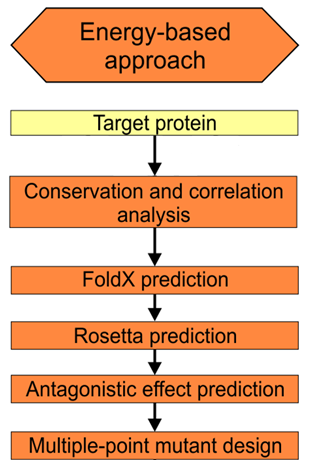 Energy-based
approach
Target protein
Conservation and correlation
analysis
FoldX prediction
Rosetta prediction
Antagonistic effect prediction
Multiple-point mutant design